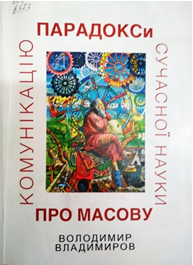 ПАРАДОКСи
СУЧАСНОЇ НАУКИ
ПРО МАСОВУ
КОМУНІКАЦІЮ
ВОЛОДИМИР
ВЛАДИМИРОВ